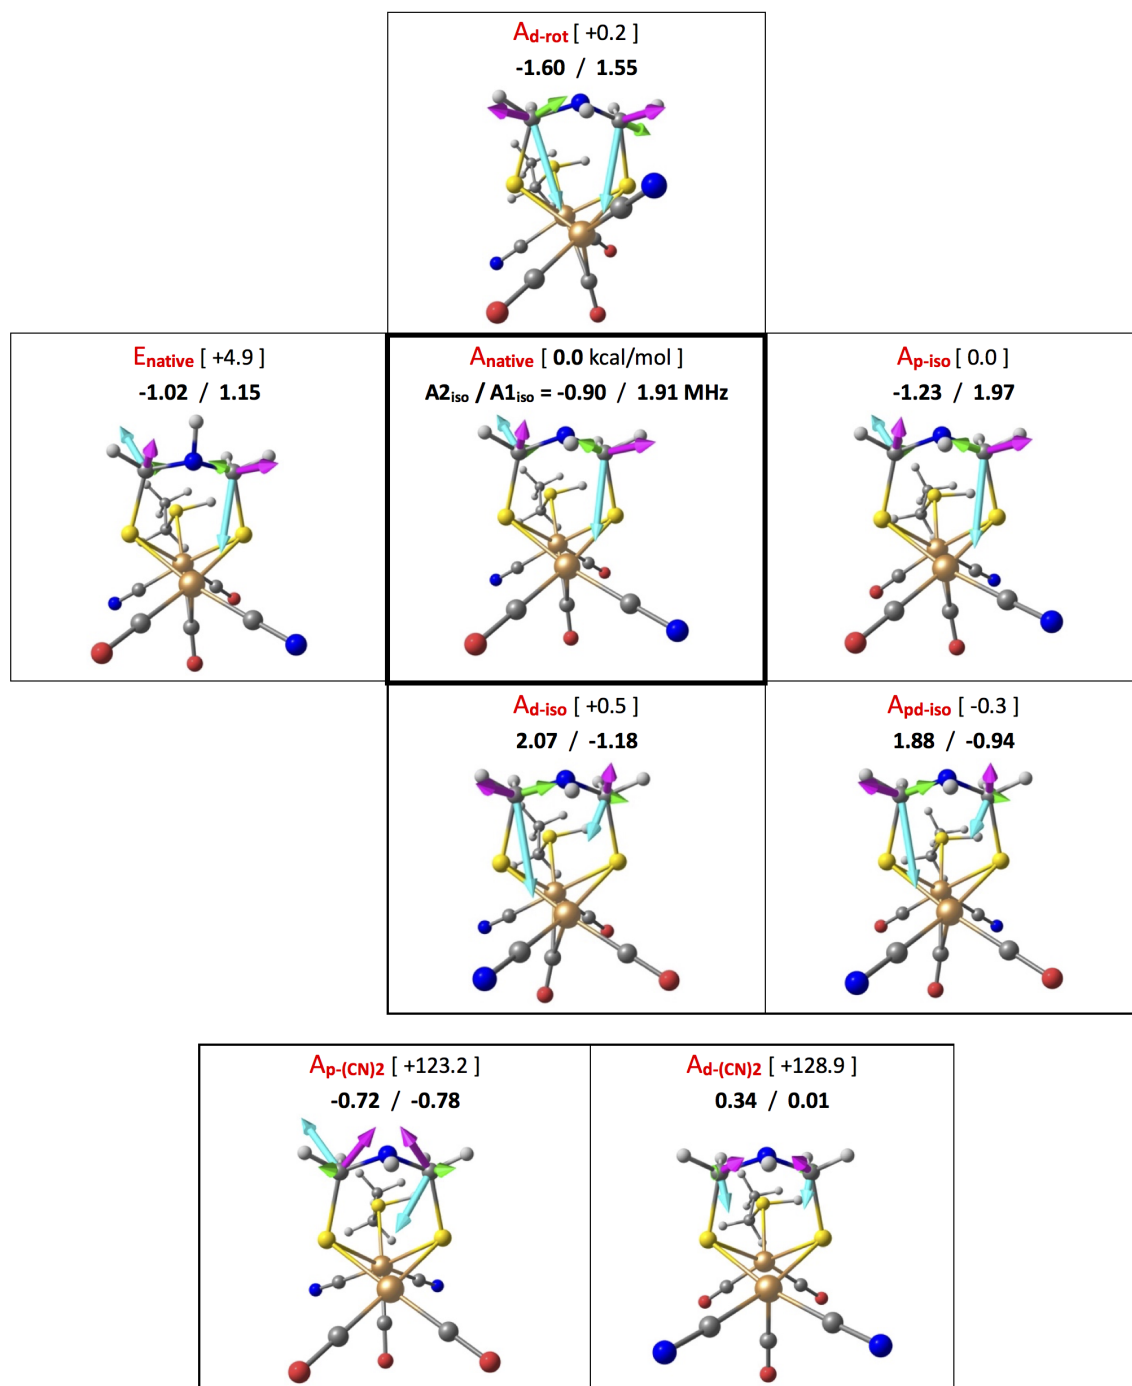 Ad-rot [ +0.2 ]
-1.60 / 1.55
Enative [ +4.9 ]
-1.02 / 1.15
Anative [ 0.0 kcal/mol ]
A2iso / A1iso = -0.90 / 1.91 MHz
Ap-iso [ 0.0 ]
-1.23 / 1.97
Ad-iso [ +0.5 ]
2.07 / -1.18
Apd-iso [ -0.3 ]
1.88 / -0.94
Ap-(CN)2 [ +123.2 ]
-0.72 / -0.78
Ad-(CN)2 [ +128.9 ]
0.34 / 0.01